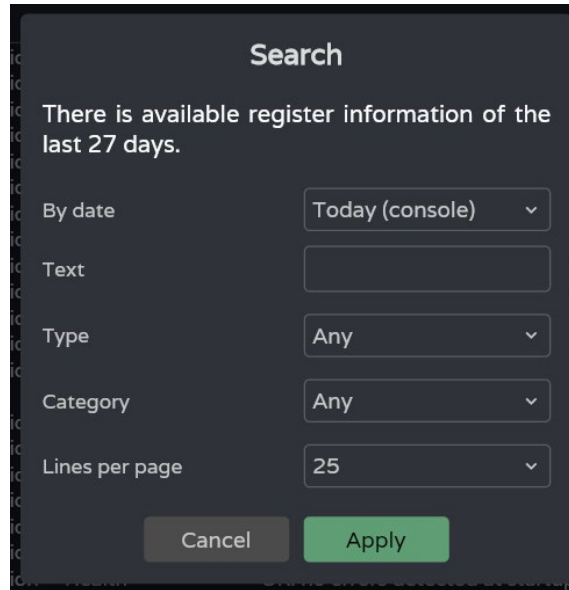 Search
There is available register information of the
last 27 days.
By date
Today (console)
Text
Type
Any
Category
Any
Lines per page
25
Cancel
Apply
Health